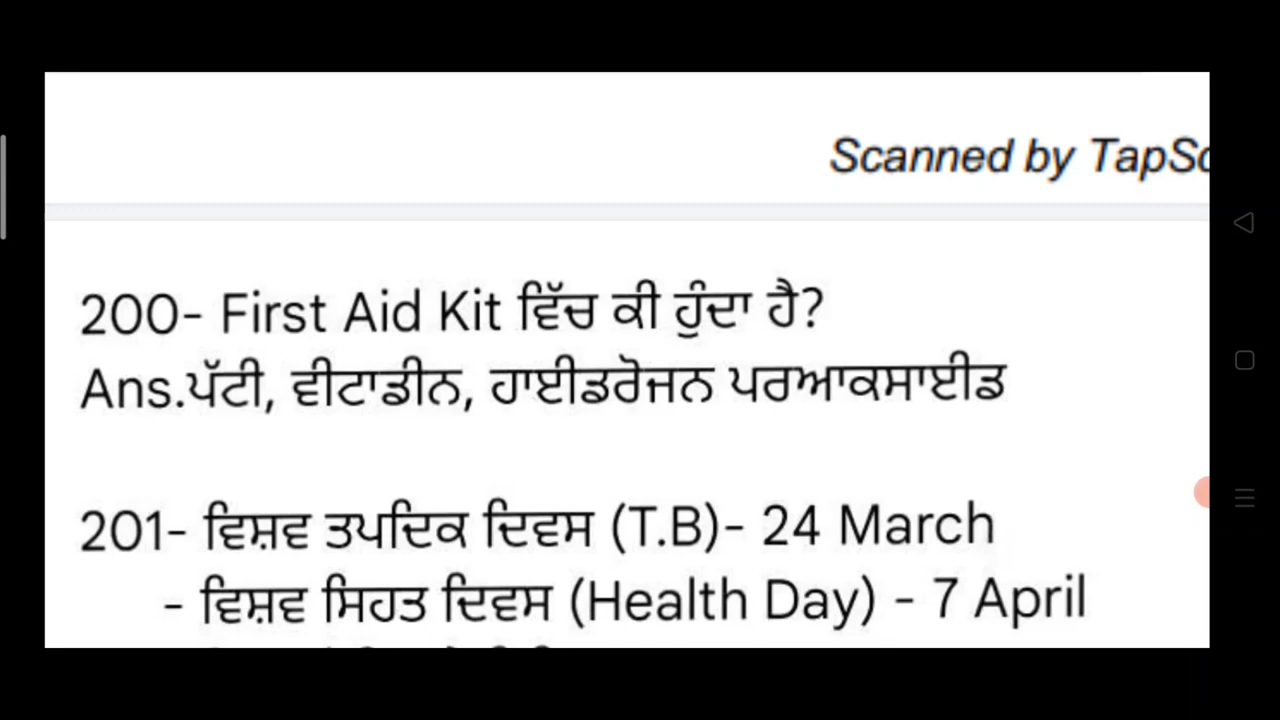 Scanned by TapSc
200- First Aid Kit ਵਿੱਚ ਕੀ ਹੁੰਦਾ ਹੈ?
Ans.ਪੱਟੀ, ਵੀਟਾਡੀਨ, ਹਾਈਡਰੋਜਨ ਪਰਆਕਸਾਈਡ
201- ਵਿਸ਼ਵ ਤਪਦਿਕ ਦਿਵਸ (T.B)- 24 March
- ਵਿਸ਼ਵ ਸਿਹਤ ਦਿਵਸ (Health Day) - 7 April